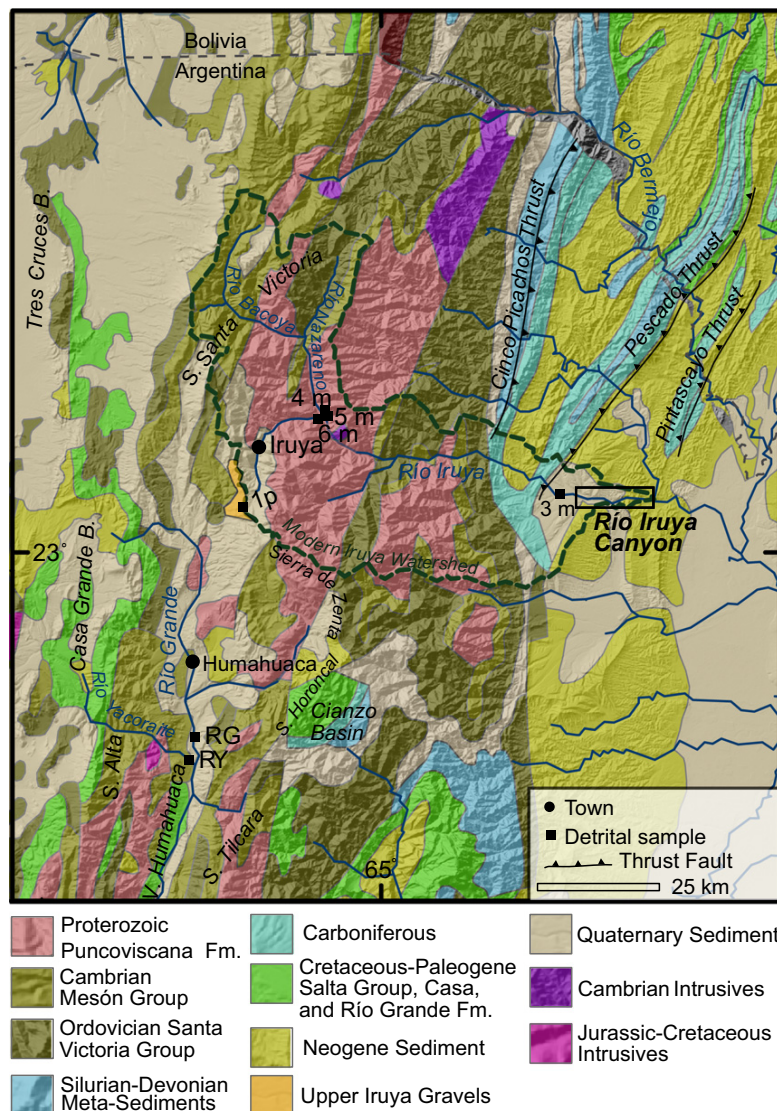 Bolivia
Argentina
Río Bermejo
Tres Cruces B.
Cinco Picachos Thrust
Pescado Thrust
Pintascayo Thrust
S. Santa Victoria
Río Bacoya
Río Nazareno
4 m
5 m
6 m
Iruya
Río Iruya
1p
3 m
Río Iruya
Canyon
23°
Modern Iruya Watershed
Sierra de Zenta
Casa Grande B.
Río Grande
Humahuaca
Río Yacoraite
S. Horoncal
Cianzo
Basin
RG
RY
S. Alta
V. Humahuaca
S. Tilcara
65°
Town
Detrital sample
Thrust Fault
25 km
Proterozoic
Puncoviscana Fm.
Cambrian
Mesón Group
Ordovician Santa
Victoria Group
Silurian-Devonian
Meta-Sediments
Carboniferous
Cretaceous-Paleogene
Salta Group, Casa,
and Río Grande Fm.
Neogene Sediment
Upper Iruya Gravels
Quaternary Sediment
Cambrian Intrusives
Jurassic-Cretaceous
Intrusives